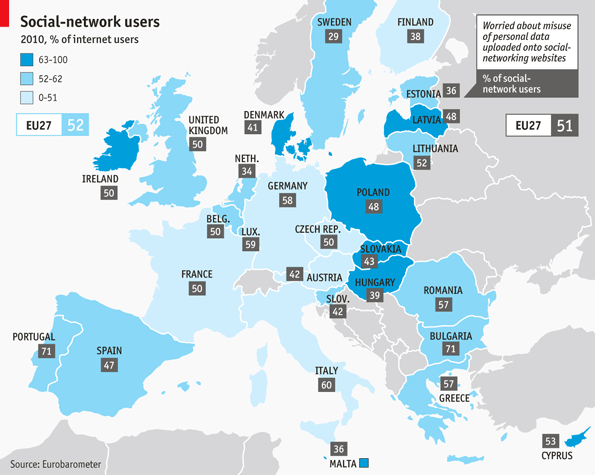 Social-network users
2010, % of internet users
63-100
52-62
0-51
EU27 52
Worried about misuse
of personal data
uploaded onto social-
networking websites
% of social-
network users
EU27 51
SWEDEN
29
FINLAND
38
ESTONIA
36
LATVIA
48
LITHUANIA
52
DENMARK
41
UNITED
KINGDOM
50
IRELAND
50
NETH.
34
GERMANY
58
POLAND
48
BELG.
50
LUX.
59
CZECH REP.
50
SLOVAKIA
43
FRANCE
50
42
AUSTRIA
HUNGARY
39
SLOV.
42
ROMANIA
57
BULGARIA
71
PORTUGAL
71
SPAIN
47
ITALY
60
57
GREECE
36
MALTA
53
CYPRUS
Source: Eurobarometer